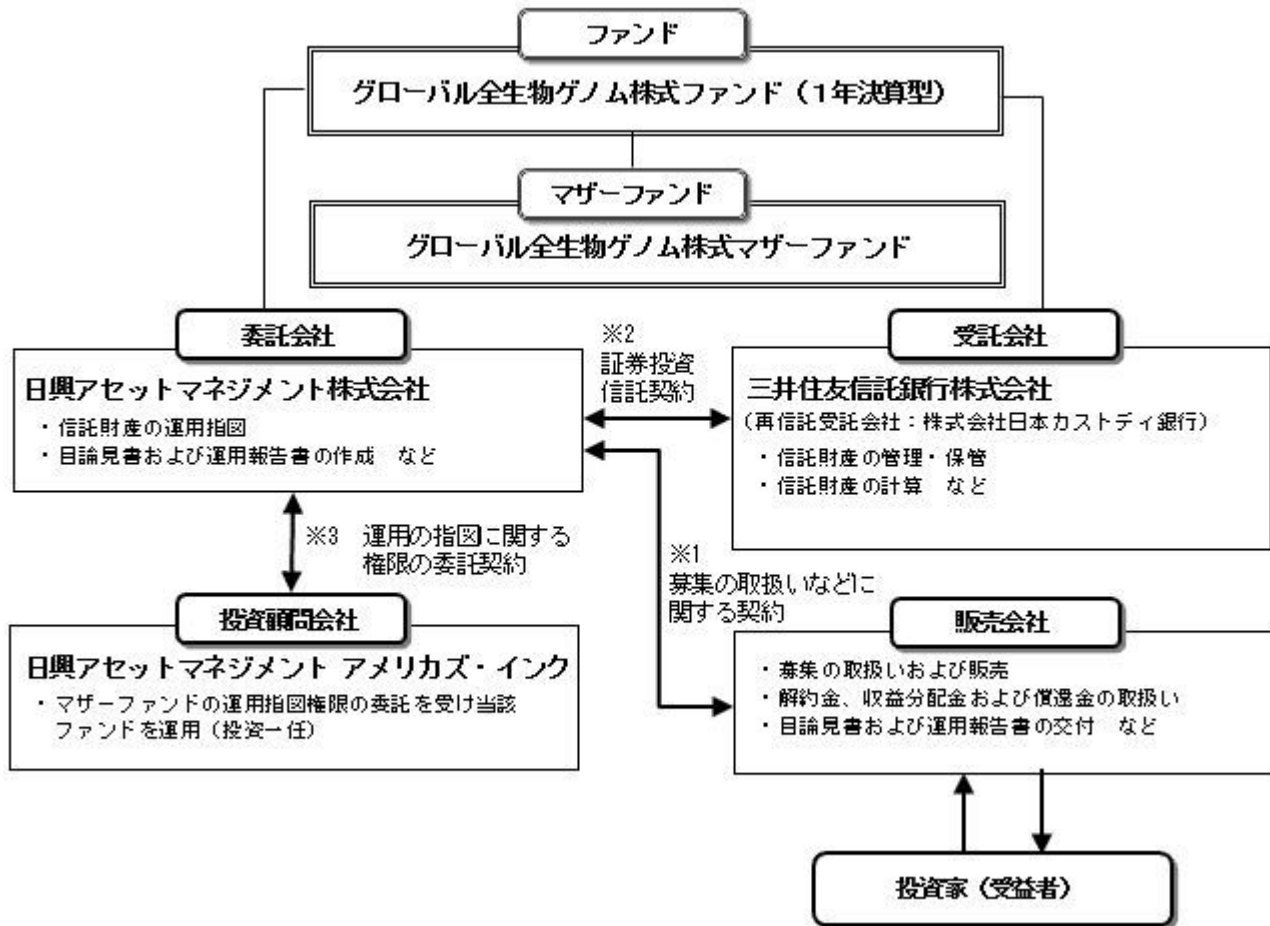 ファンド
グローバル全生物ゲノム株式ファンド（１年決算型）
マザーファンド
グローバル全生物ゲノム株式マザーファンド
委託会社
日興アセットマネジメント株式会社
・信託財産の運用指図
・目論見書および運用報告書の作成　など
※2
証券投資
信託契約
受託会社
三井住友信託銀行株式会社
（再信託受託会社：株式会社日本カストディ銀行）
・信託財産の管理・保管
・信託財産の計算　など
※3　運用の指図に関する
権限の委託契約
※1
募集の取扱いなどに
関する契約
投資顧問会社
日興アセットマネジメント アメリカズ・インク
・マザーファンドの運用指図権限の委託を受け当該
ファンドを運用（投資一任）
販売会社
・募集の取扱いおよび販売
・解約金、収益分配金および償還金の取扱い
・目論見書および運用報告書の交付　など
投資家（受益者）